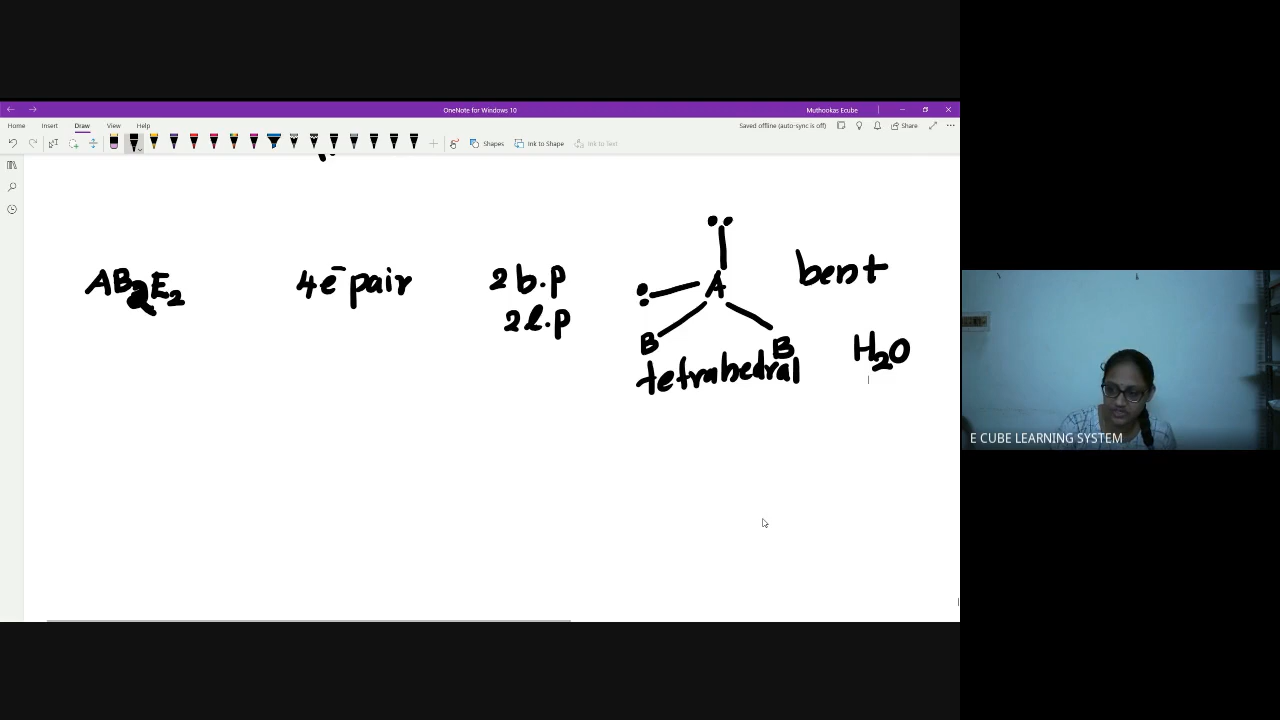 OneNote for Windows 10
Muthookas Ecube
Home Insert Draw View Help
Saved offline (auto-sync is off)
Share
Shapes
Ink to Shape
Ink to Text
AB2E2
4e- pair
2 b.p
2 l.p
A
B
B
tetrahedral
bent
H2O
E CUBE LEARNING SYSTEM